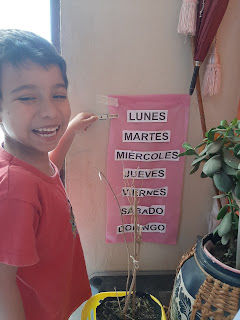 LUNES
MARTES
MIERCOLES
JUEVES
VIERNES
SABADO
DOMINGO